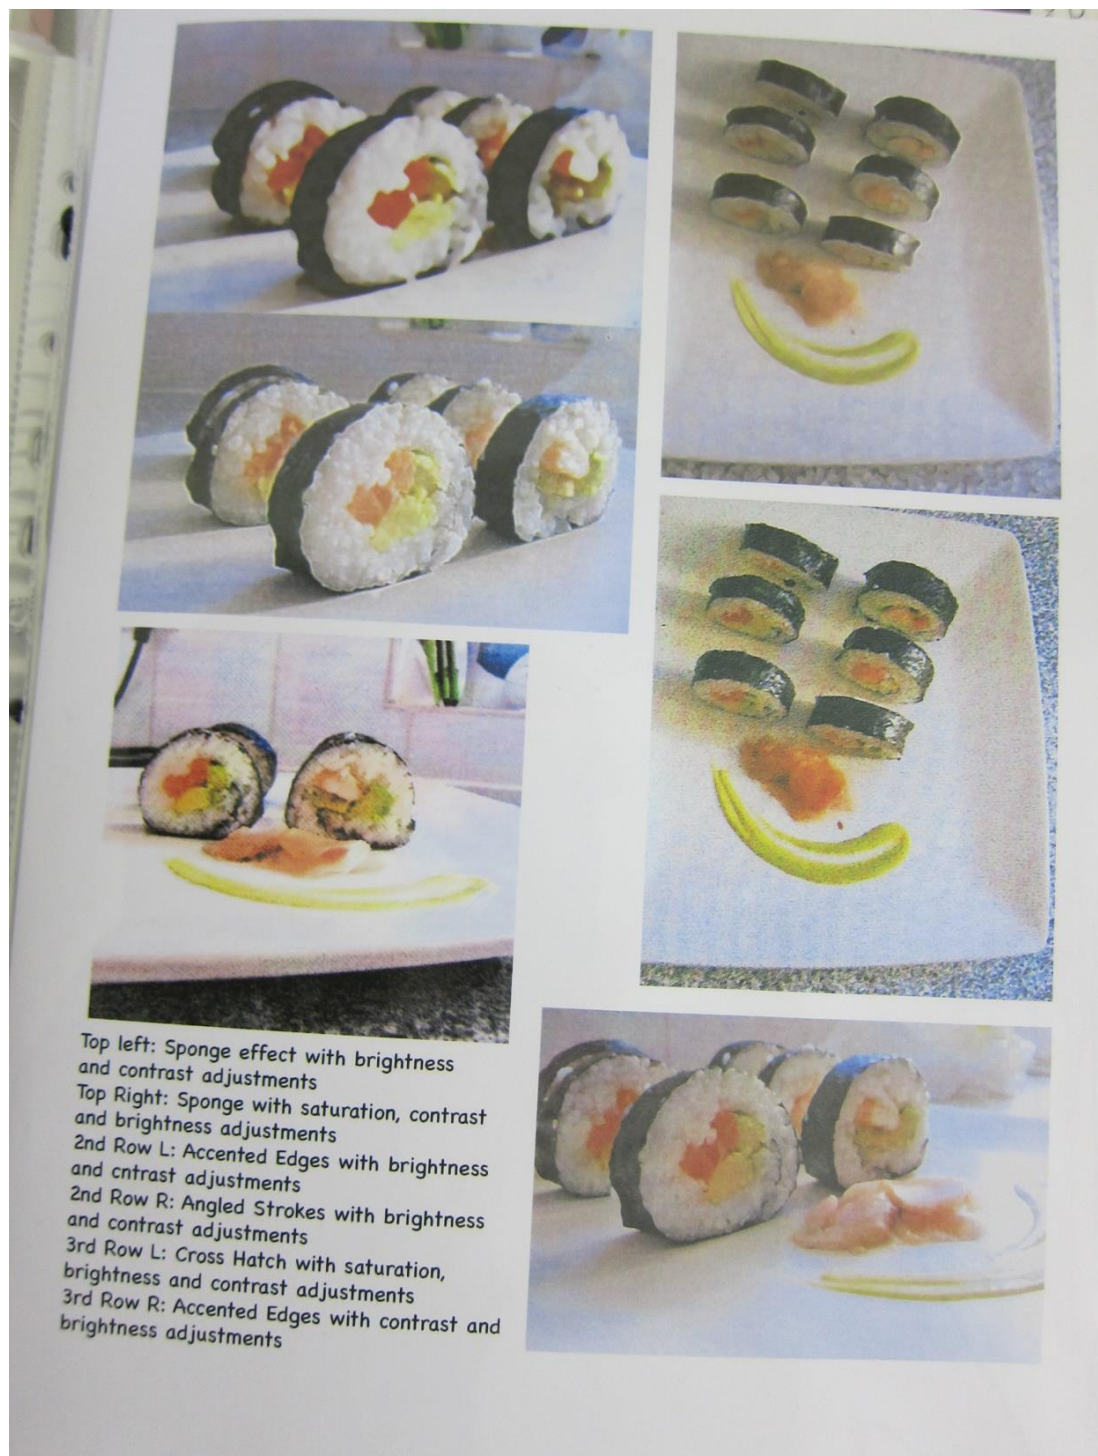 Top left: Sponge effect with brightness
and contrast adjustments
Top Right: Sponge with saturation, contrast
and brightness adjustments
2nd Row L: Accented Edges with brightness
and cntrast adjustments
2nd Row R: Angled Strokes with brightness
and contrast adjustments
3rd Row L: Cross Hatch with saturation,
brightness and contrast adjustments
3rd Row R: Accented Edges with contrast and
brightness adjustments